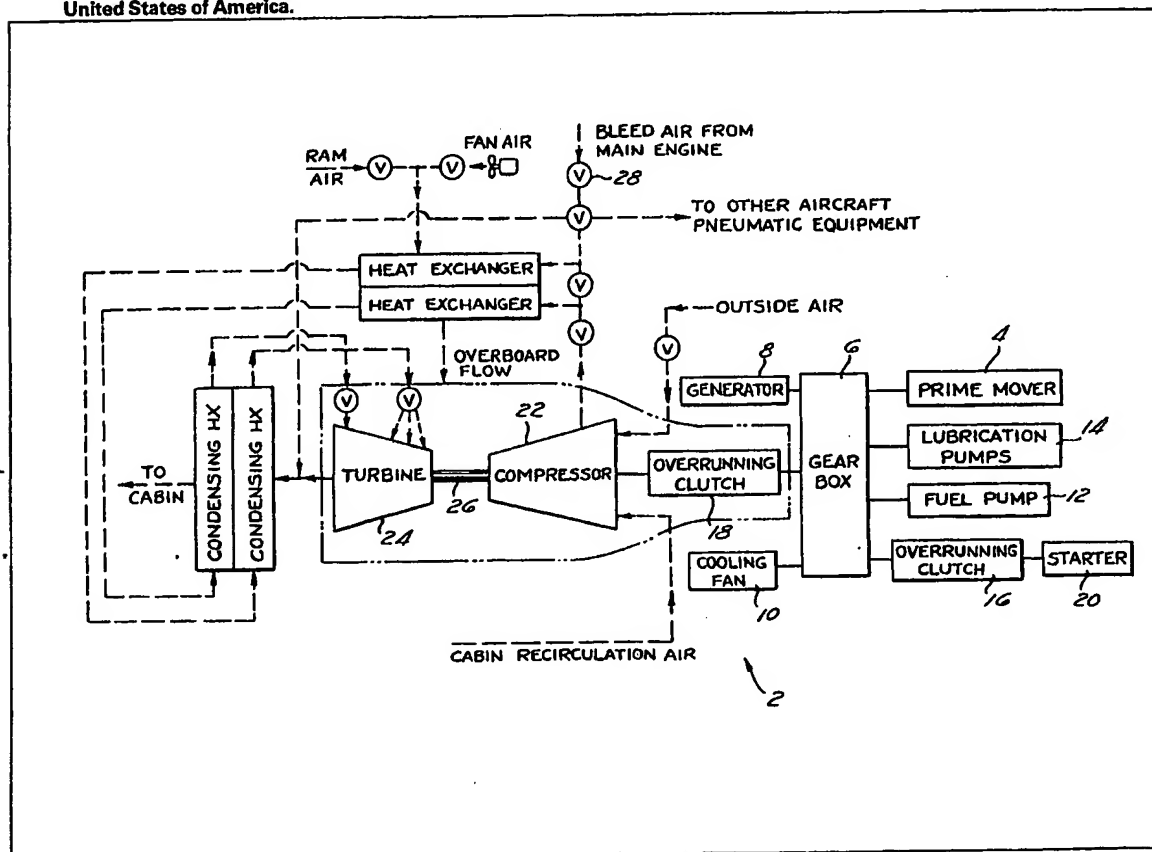 United States of America.
BLEED AIR FROM
MAIN ENGINE
FAN AIR
RAM
AIR
V
V
V
28
V
TO OTHER AIRCRAFT
PNEUMATIC EQUIPMENT
HEAT EXCHANGER
V
HEAT EXCHANGER
OUTSIDE AIR
V
V
OVERBOARD
FLOW
8
6
4
GENERATOR
PRIME MOVER
V
V
22
14
LUBRICATION
PUMPS
CONDENSING HX
CONDENSING HX
TO
CABIN
TURBINE
COMPRESSOR
OVERRUNNING
CLUTCH
GEAR
BOX
26
24
18
FUEL PUMP
12
COOLING
FAN
10
OVERRUNNING
CLUTCH
16
STARTER
20
CABIN RECIRCULATION AIR
2